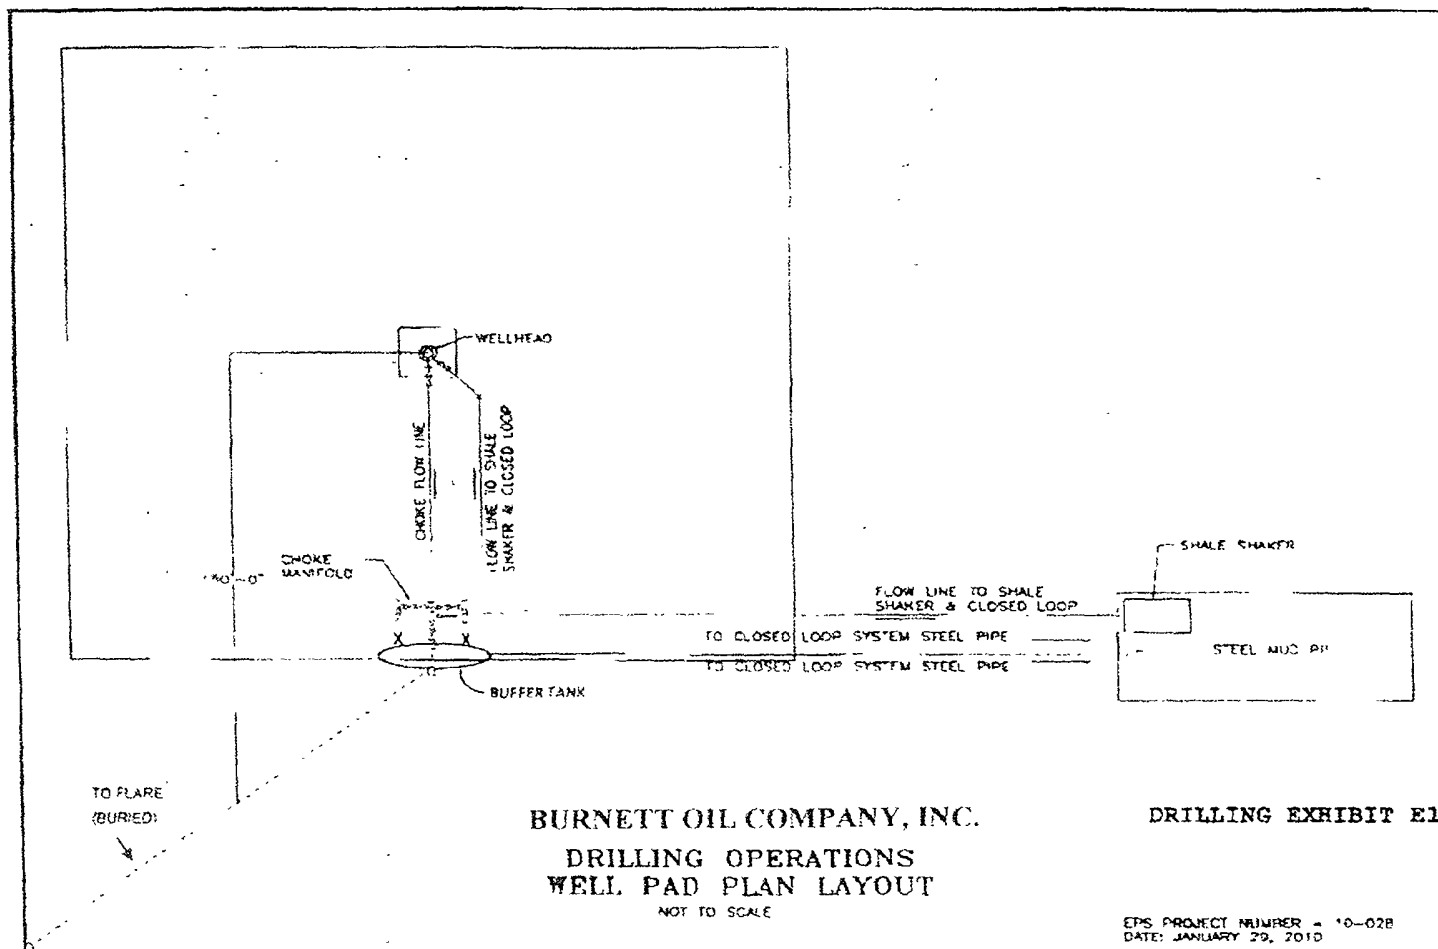 WELLHEAD
CHOKE FLOW LINE
FLOW LINE TO SHALE
SHAKER & CLOSED LOOP
CHOKE
MANIFOLD
SHALE SHAKER
FLOW LINE TO SHALE
SHAKER & CLOSED LOOP
TO CLOSED LOOP SYSTEM STEEL PIPE
STEEL MUD
TO CLOSED LOOP SYSTEM STEEL PIPE
BUFFER TANK
TO FLARE
(BURIED)
BURNETT OIL COMPANY, INC.
DRILLING EXHIBIT E1
DRILLING OPERATIONS
WELL PAD PLAN LAYOUT
NOT TO SCALE
EPS PROJECT NUMBER - 10-028
DATE: JANUARY 29, 2010